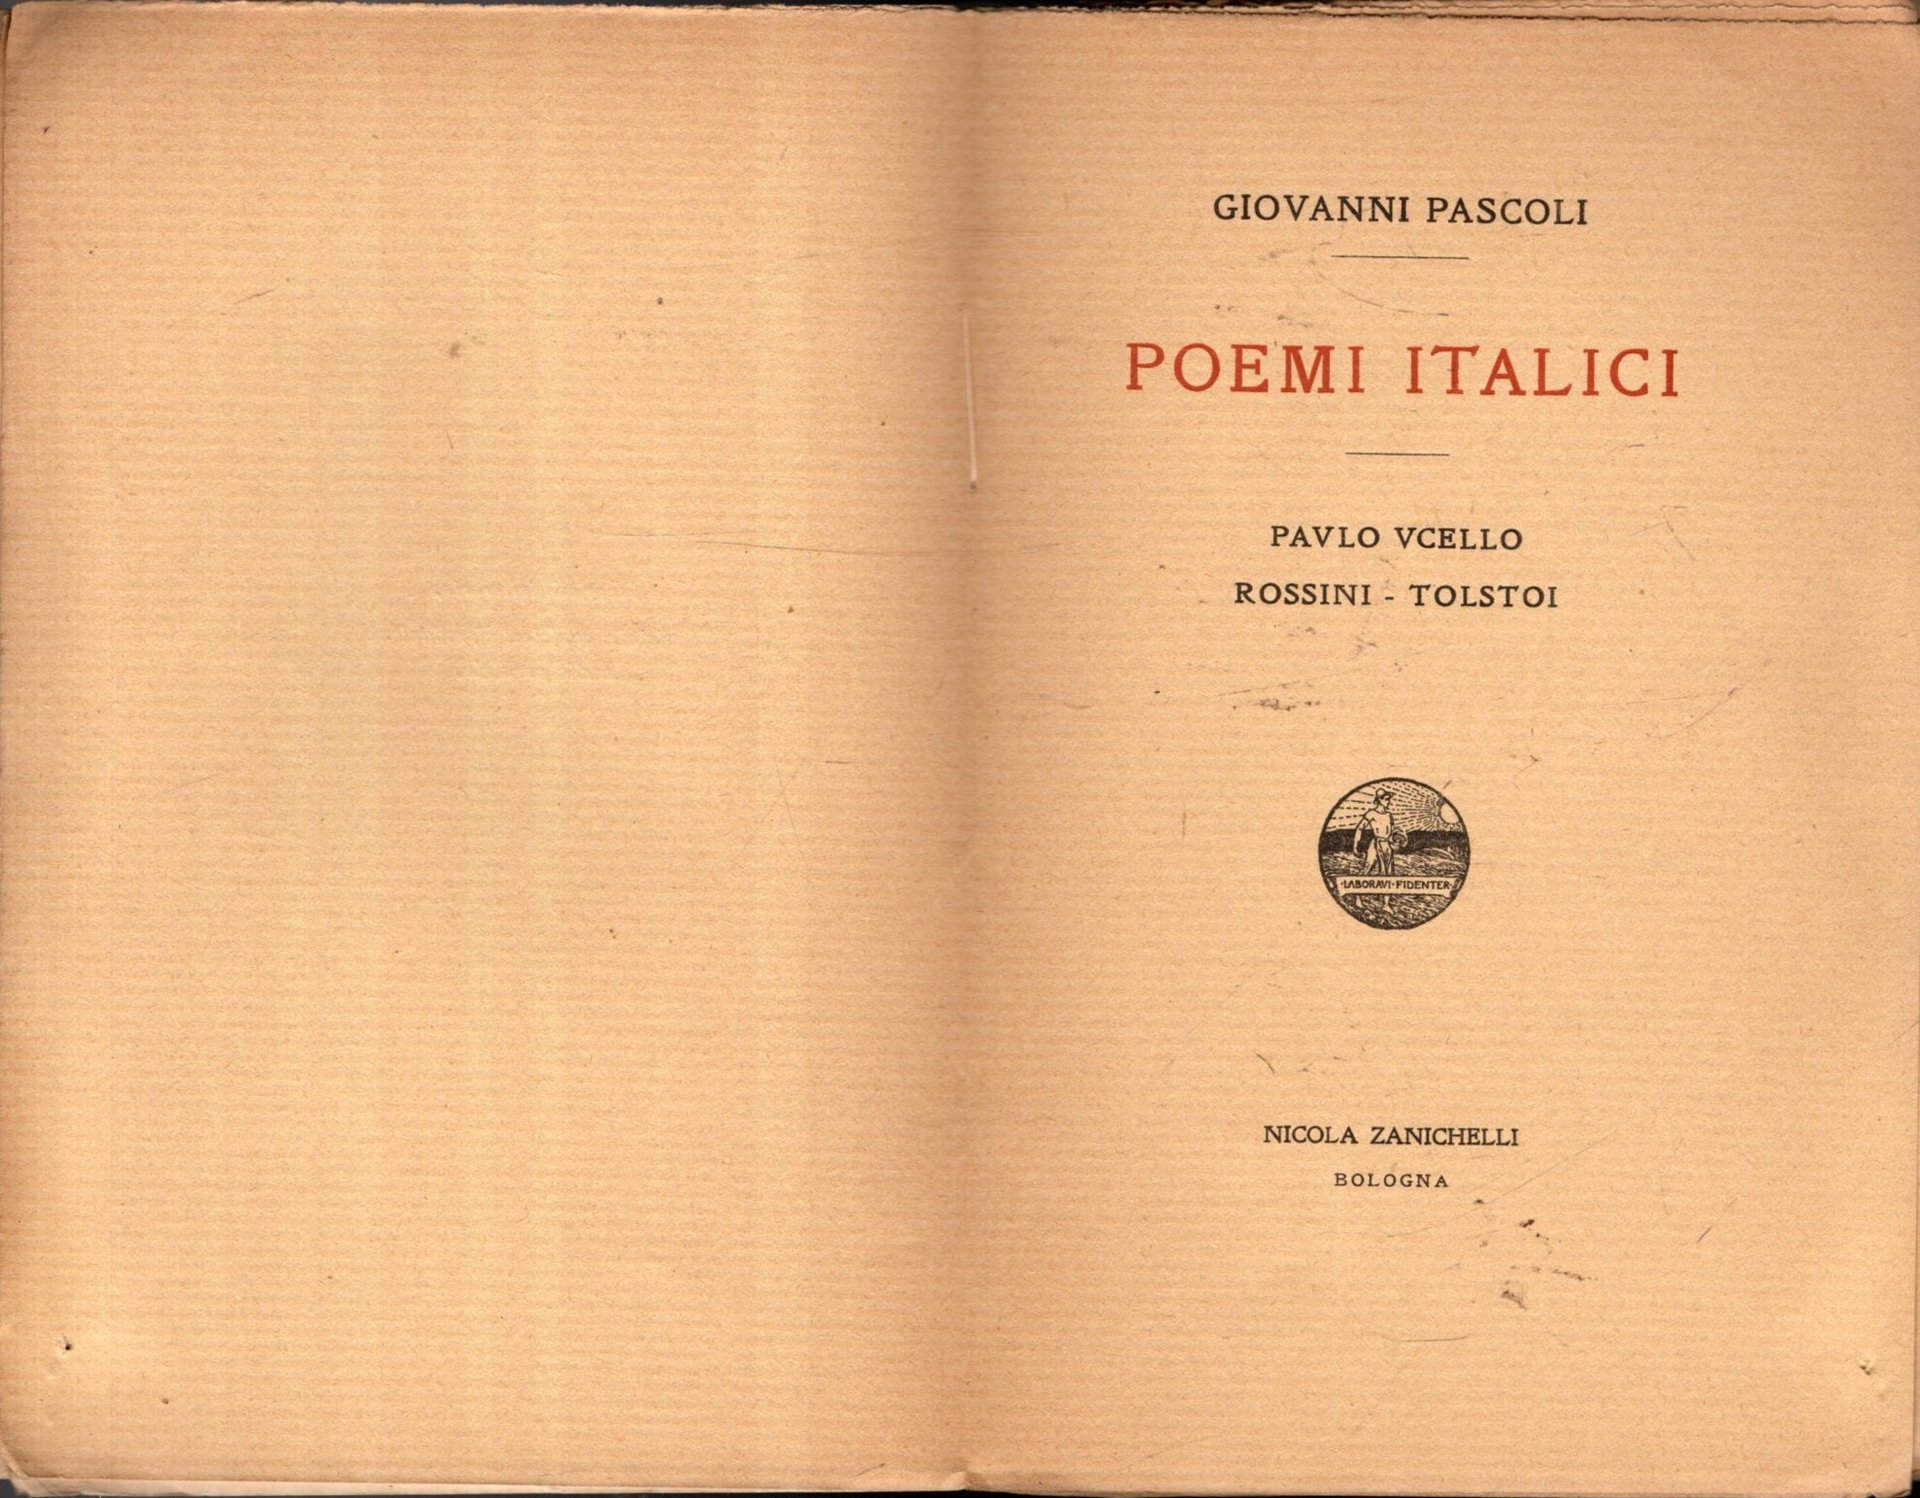 GIOVANNI PASCOLI
POEMI ITALICI
PAVLO VCELLO
ROSSINI - TOLSTOI
·LABORAVI·FIDENTER·
NICOLA ZANICHELLI
BOLOGNA